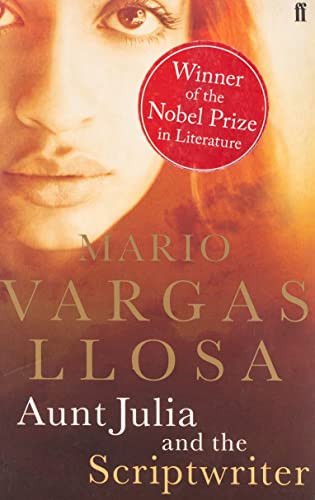 ff
Winner
of the
Nobel Prize
in Literature
MARIO
VARGAS
LLOSA
Aunt Julia
and the
Scriptwriter